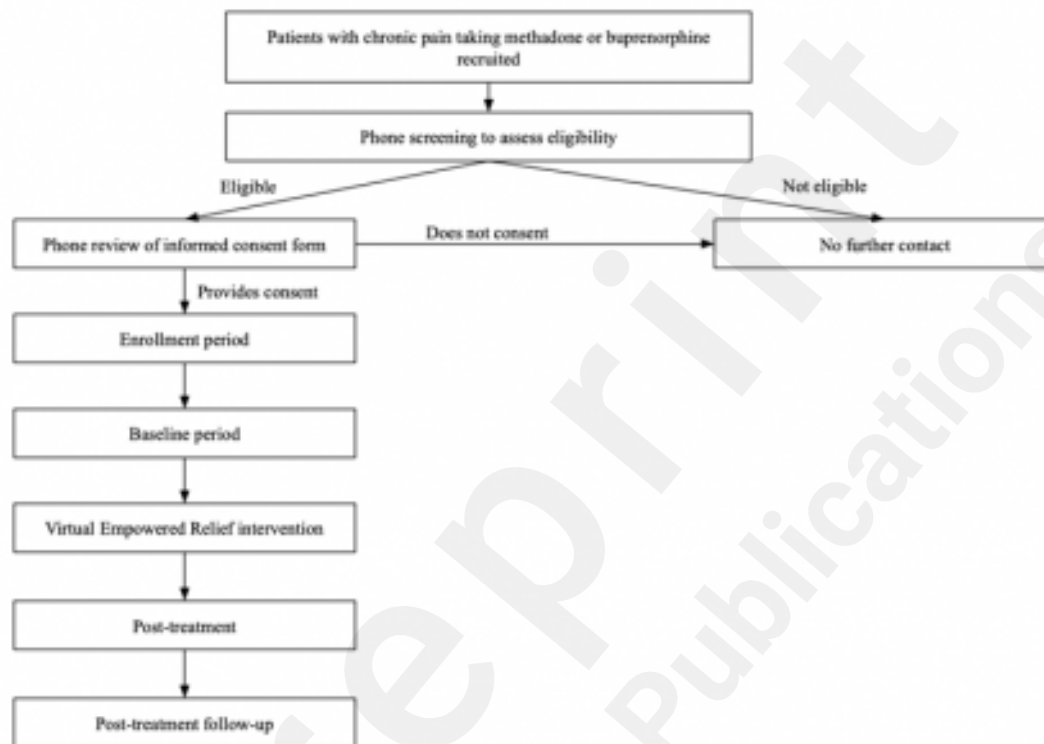 Patients with chronic pain taking methadone or buprenorphine
recruited
Phone screening to assess eligibility
Eligible
Not eligible
Phone review of informed consent form
Does not consent
No further contact
Provides consent
Enrollment period
Baseline period
Virtual Empowered Relief intervention
Post-treatment
Post-treatment follow-up
eprint
Publications